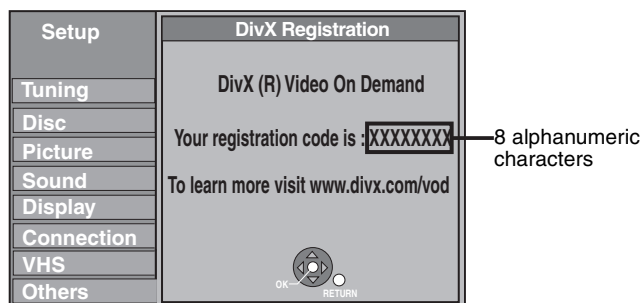 Setup
Tuning
Disc
Picture
Sound
Display
Connection
VHS
Others
DivX Registration
DivX (R) Video On Demand
Your registration code is : XXXXXXXX
To learn more visit www.divx.com/vod
OK
RETURN
8 alphanumeric
characters